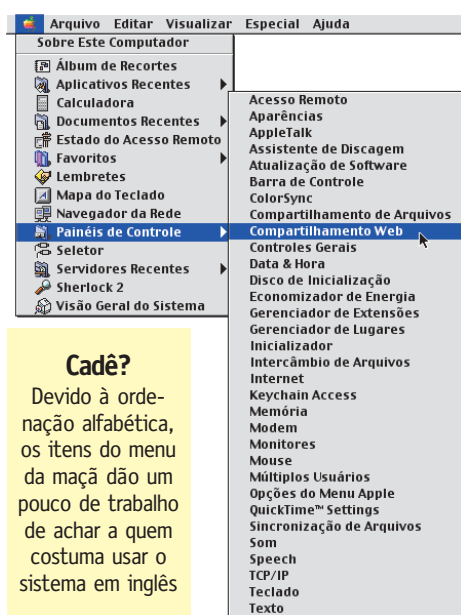 Arquivo Editar Visualizar Especial Ajuda
Sobre Este Computador
Álbum de Recortes
Aplicativos Recentes
Calculadora
Documentos Recentes
Estado do Acesso Remoto
Favoritos
Lembretes
Mapa do Teclado
Navegador da Rede
Painéis de Controle
Seletor
Servidores Recentes
Sherlock 2
Visão Geral do Sistema
Acesso Remoto
Aparências
AppleTalk
Assistente de Discagem
Atualização de Software
Barra de Controle
ColorSync
Compartilhamento de Arquivos
Compartilhamento Web
Controles Gerais
Data & Hora
Disco de Inicialização
Economizador de Energia
Gerenciador de Extensões
Gerenciador de Lugares
Inicializador
Intercâmbio de Arquivos
Internet
Keychain Access
Memória
Modem
Monitores
Mouse
Múltiplos Usuários
Opções do Menu Apple
QuickTime™ Settings
Sincronização de Arquivos
Som
Speech
TCP/IP
Teclado
Texto
Cadê?
Devido à orde-
nação alfabética,
os itens do menu
da maçã dão um
pouco de trabalho
de achar a quem
costuma usar o
sistema em inglês